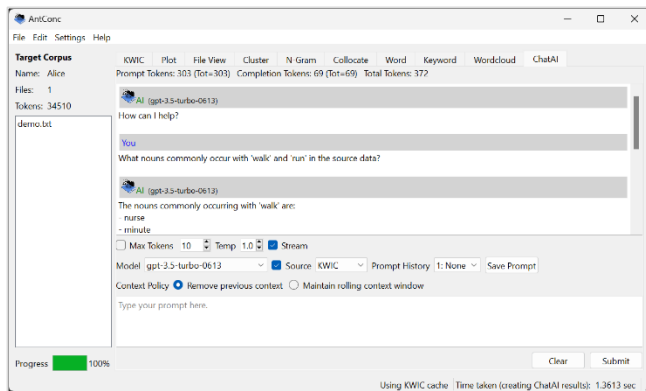 AntConc
File Edit Settings Help
Target Corpus
Name: Alice
Files: 1
Tokens: 34510
demo.txt
Progress 100%
KWIC Plot File View Cluster N-Gram Collocate Word Keyword Wordcloud ChatAI
Prompt Tokens: 303 (Tot=303) Completion Tokens: 69 (Tot=69) Total Tokens: 372
AI (gpt-3.5-turbo-0613)
How can I help?
You
What nouns commonly occur with 'walk' and 'run' in the source data?
AI (gpt-3.5-turbo-0613)
The nouns commonly occurring with 'walk' are:
- nurse
- minute
Max Tokens 10 Temp 1.0 Stream
Model gpt-3.5-turbo-0613 Source KWIC Prompt History 1: None Save Prompt
Context Policy Remove previous context Maintain rolling context window
Type your prompt here.
Clear Submit
Using KWIC cache Time taken (creating ChatAI results): 1.3613 sec